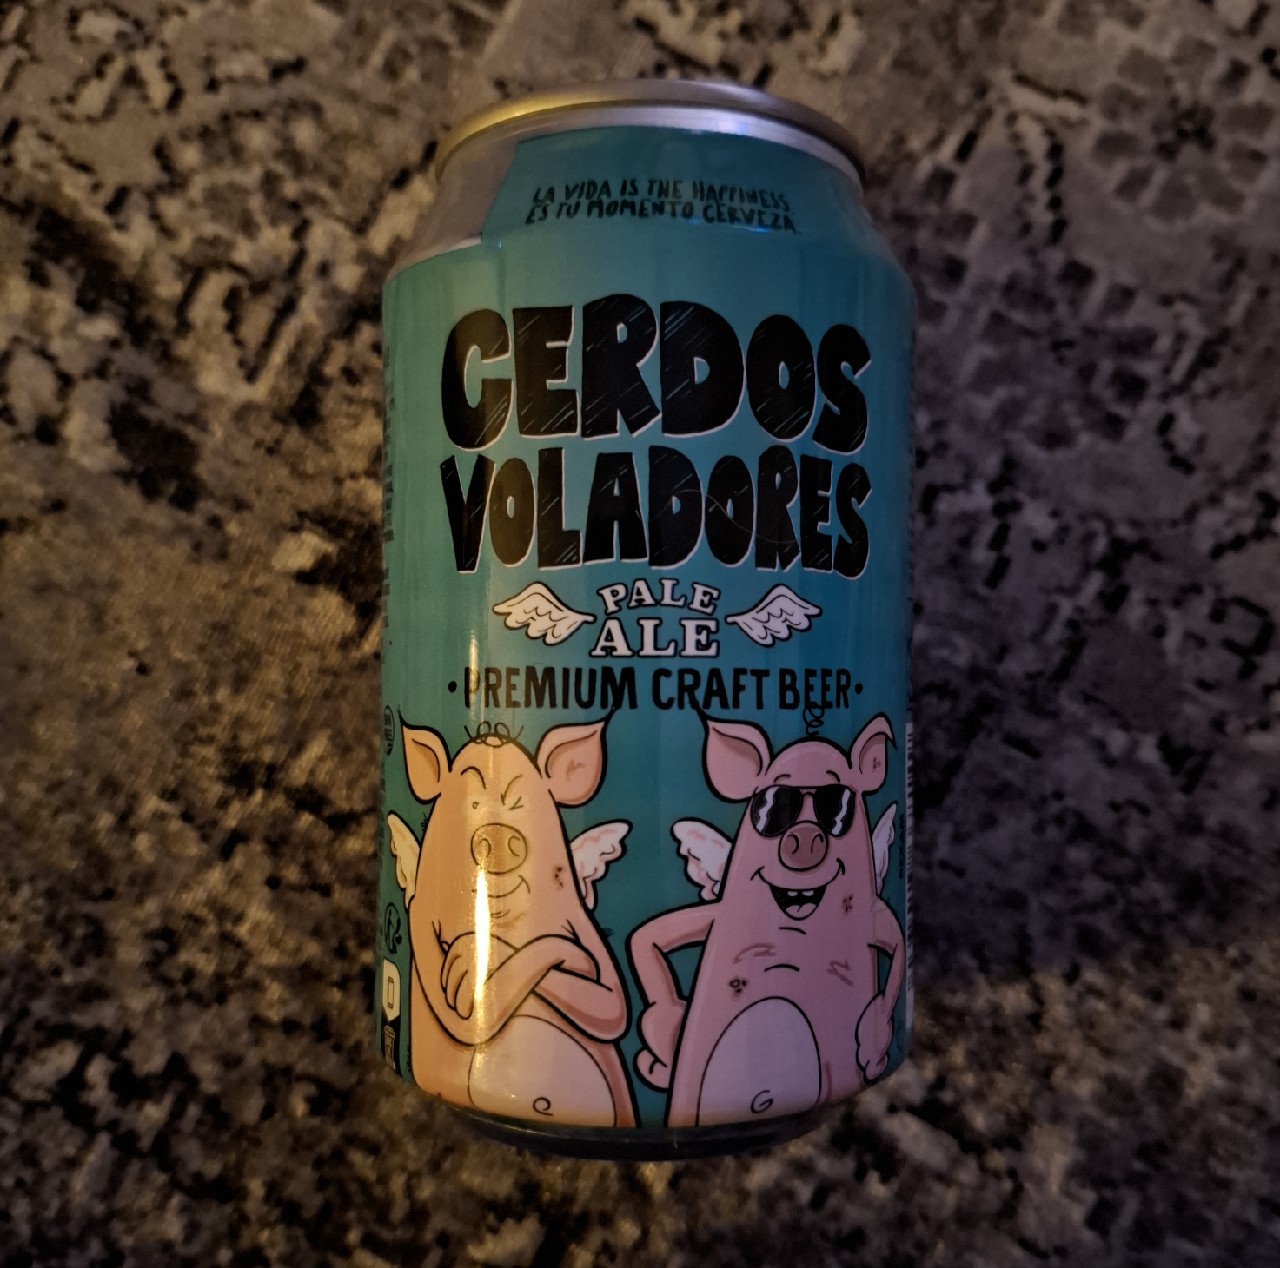 LA VIDA IS THE HAPPINESS
ES TU MOMENTO CERVEZA
CERDOS
VOLADORES
PALE
ALE
·PREMIUM CRAFT BEER·